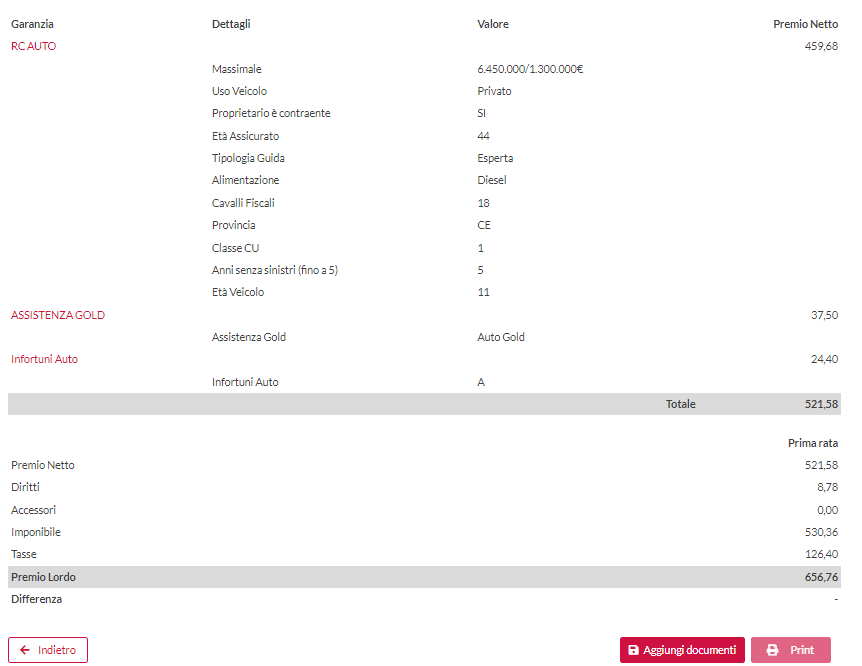 Garanzia Dettagli Valore Premio Netto
RC AUTO 459,68
Massimale 6.450.000/1.300.000€
Uso Veicolo Privato
Proprietario è contraente SI
Età Assicurato 44
Tipologia Guida Esperta
Alimentazione Diesel
Cavalli Fiscali 18
Provincia CE
Classe CU 1
Anni senza sinistri (fino a 5) 5
Età Veicolo 11
ASSISTENZA GOLD 37,50
Assistenza Gold Auto Gold
Infortuni Auto 24,40
Infortuni Auto A
Totale 521,58
Prima rata
Premio Netto 521,58
Diritti 8,78
Accessori 0,00
Imponibile 530,36
Tasse 126,40
Premio Lordo 656,76
Differenza -
Indietro Aggiungi documenti Print